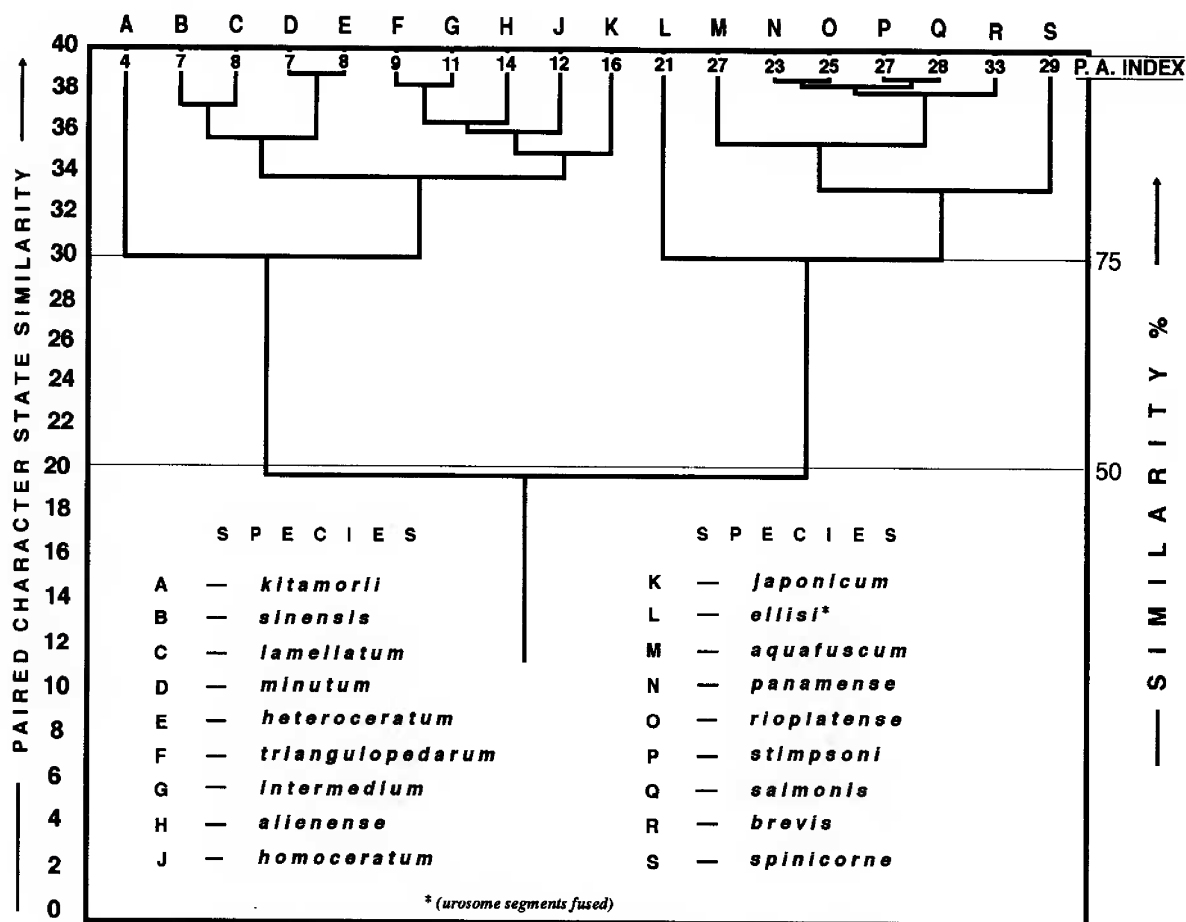 A B C D E F G H J K L M N O P Q R S
4 7 8 7 8 9 11 14 12 16 21 27 23 25 27 28 33 29 P. A. INDEX
PAIRED CHARACTER STATE SIMILARITY
40
38
36
34
32
30
28
26
24
22
20
18
16
14
12
10
8
6
4
2
0
75
50
SIMILARITY %
SPECIES
A — kitamorii
B — sinensis
C — lamellatum
D — minutum
E — heteroceratum
F — triangulopedarum
G — intermedium
H — alienense
J — homoceratum
SPECIES
K — japonicum
L — ellisi*
M — aquafuscum
N — panamense
O — rioplatense
P — stimpsoni
Q — salmonis
R — brevis
S — spinicorne
* (urosome segments fused)